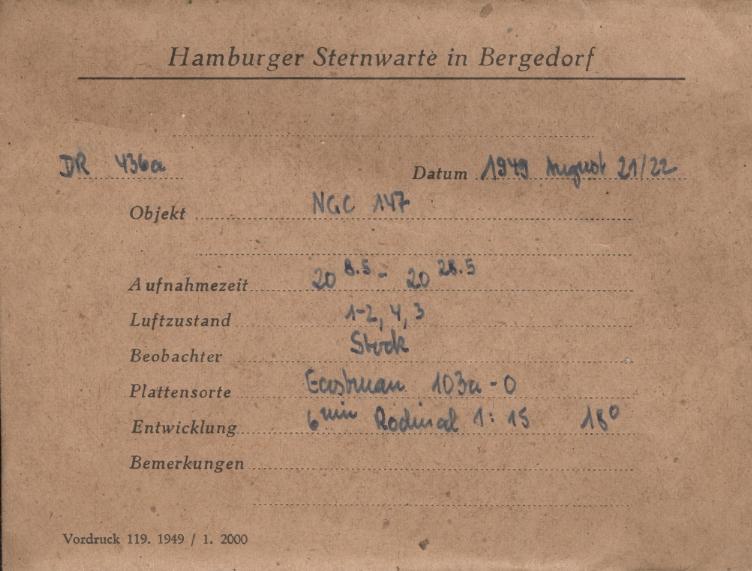 Hamburger Sternwarte in Bergedorf
DR 436a Datum 1949 August 21/22
Objekt NGC 147
Aufnahmezeit 20 8.5 - 20 28.5
Luftzustand 1-2, 4, 3
Beobachter Stock
Plattensorte Eastman 103a-O
Entwicklung 6 min Rodinal 1:15 18°
Bemerkungen
Vordruck 119. 1949 / 1. 2000